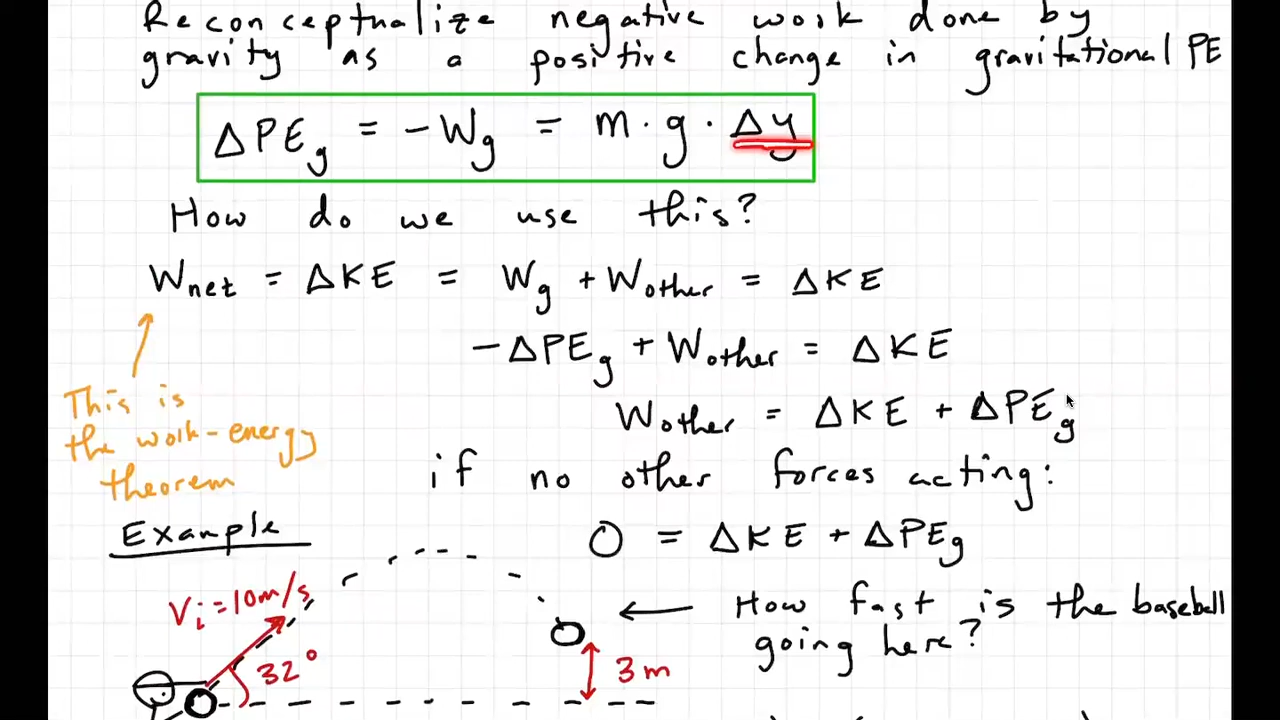 Reconceptualize negative work done by
gravity as a positive change in gravitational PE
ΔPEg = -Wg = m · g · Δy
How do we use this?
Wnet = ΔKE = Wg + Wother = ΔKE
-ΔPEg + Wother = ΔKE
This is
the work-energy
theorem
Wother = ΔKE + ΔPEg
if no other forces acting:
Example
0 = ΔKE + ΔPEg
Vi = 10m/s
How fast is the baseball
going here?
32°
3m